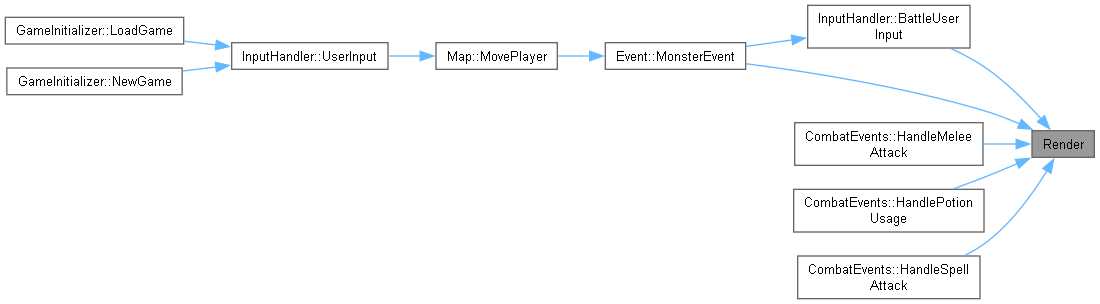 GameInitializer::LoadGame
GameInitializer::NewGame
InputHandler::UserInput
Map::MovePlayer
Event::MonsterEvent
InputHandler::BattleUser
Input
CombatEvents::HandleMelee
Attack
CombatEvents::HandlePotion
Usage
CombatEvents::HandleSpell
Attack
Render